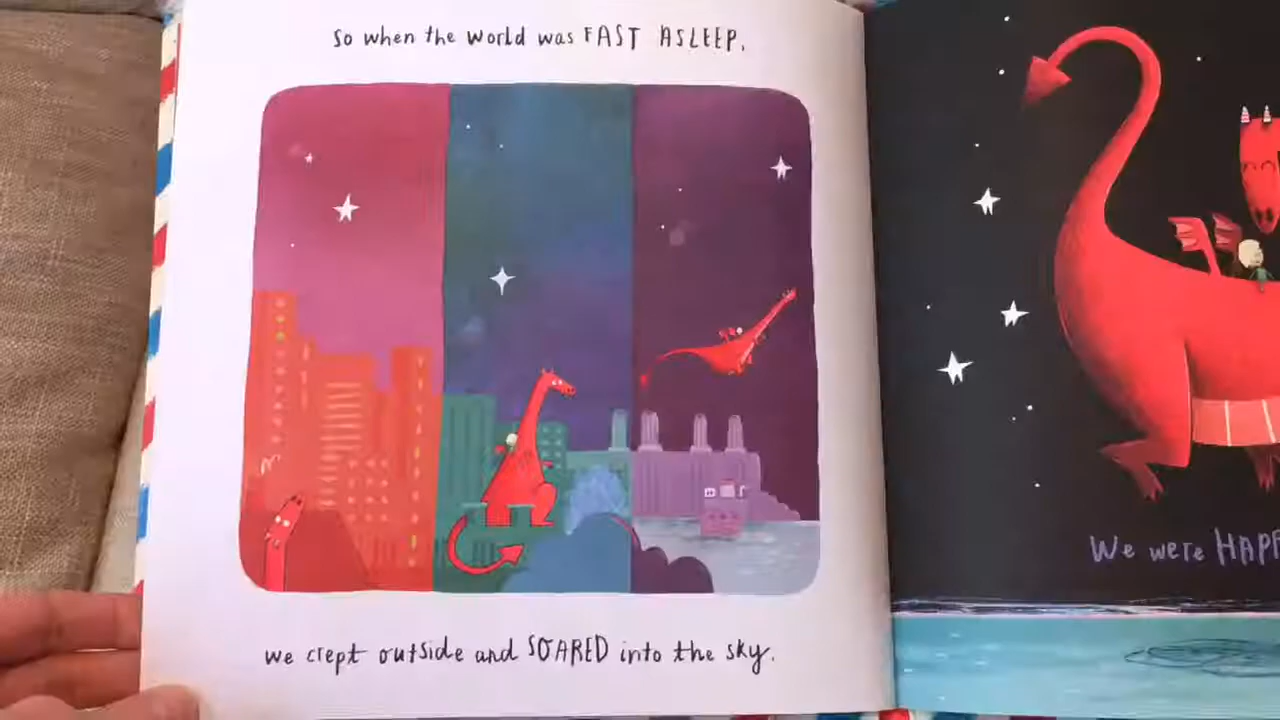 So when the world was FAST ASLEEP,
we crept outside and SOARED into the sky.
We were